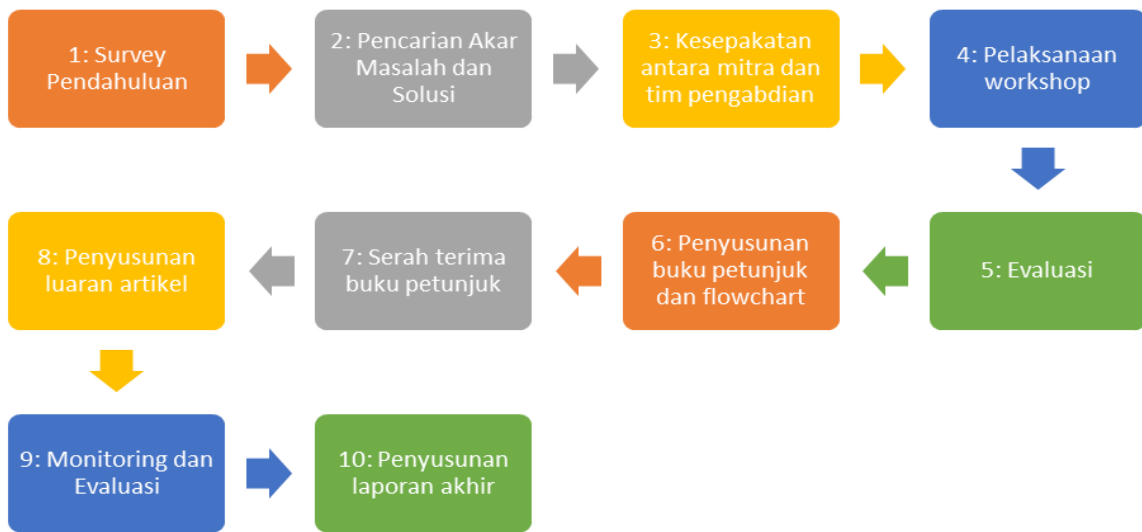 1: Survey
Pendahuluan
2: Pencarian Akar
Masalah dan
Solusi
3: Kesepakatan
antara mitra dan
tim pengabdian
4: Pelaksanaan
workshop
5: Evaluasi
6: Penyusunan
buku petunjuk
dan flowchart
7: Serah terima
buku petunjuk
8: Penyusunan
luaran artikel
9: Monitoring dan
Evaluasi
10: Penyusunan
laporan akhir